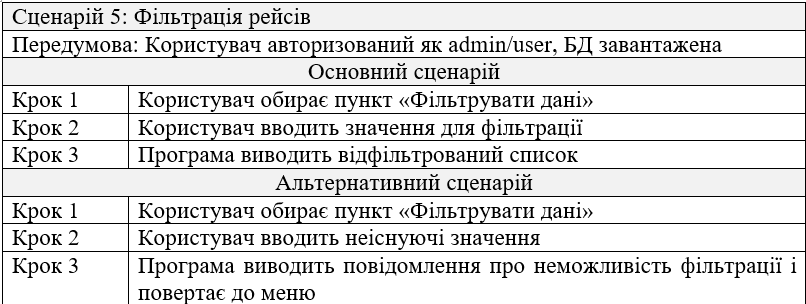 Сценарій 5: Фільтрація рейсів
Передумова: Користувач авторизований як admin/user, БД завантажена
Основний сценарій
Крок 1 Користувач обирає пункт «Фільтрувати дані»
Крок 2 Користувач вводить значення для фільтрації
Крок 3 Програма виводить відфільтрований список
Альтернативний сценарій
Крок 1 Користувач обирає пункт «Фільтрувати дані»
Крок 2 Користувач вводить неіснуючі значення
Крок 3 Програма виводить повідомлення про неможливість фільтрації і
повертає до меню